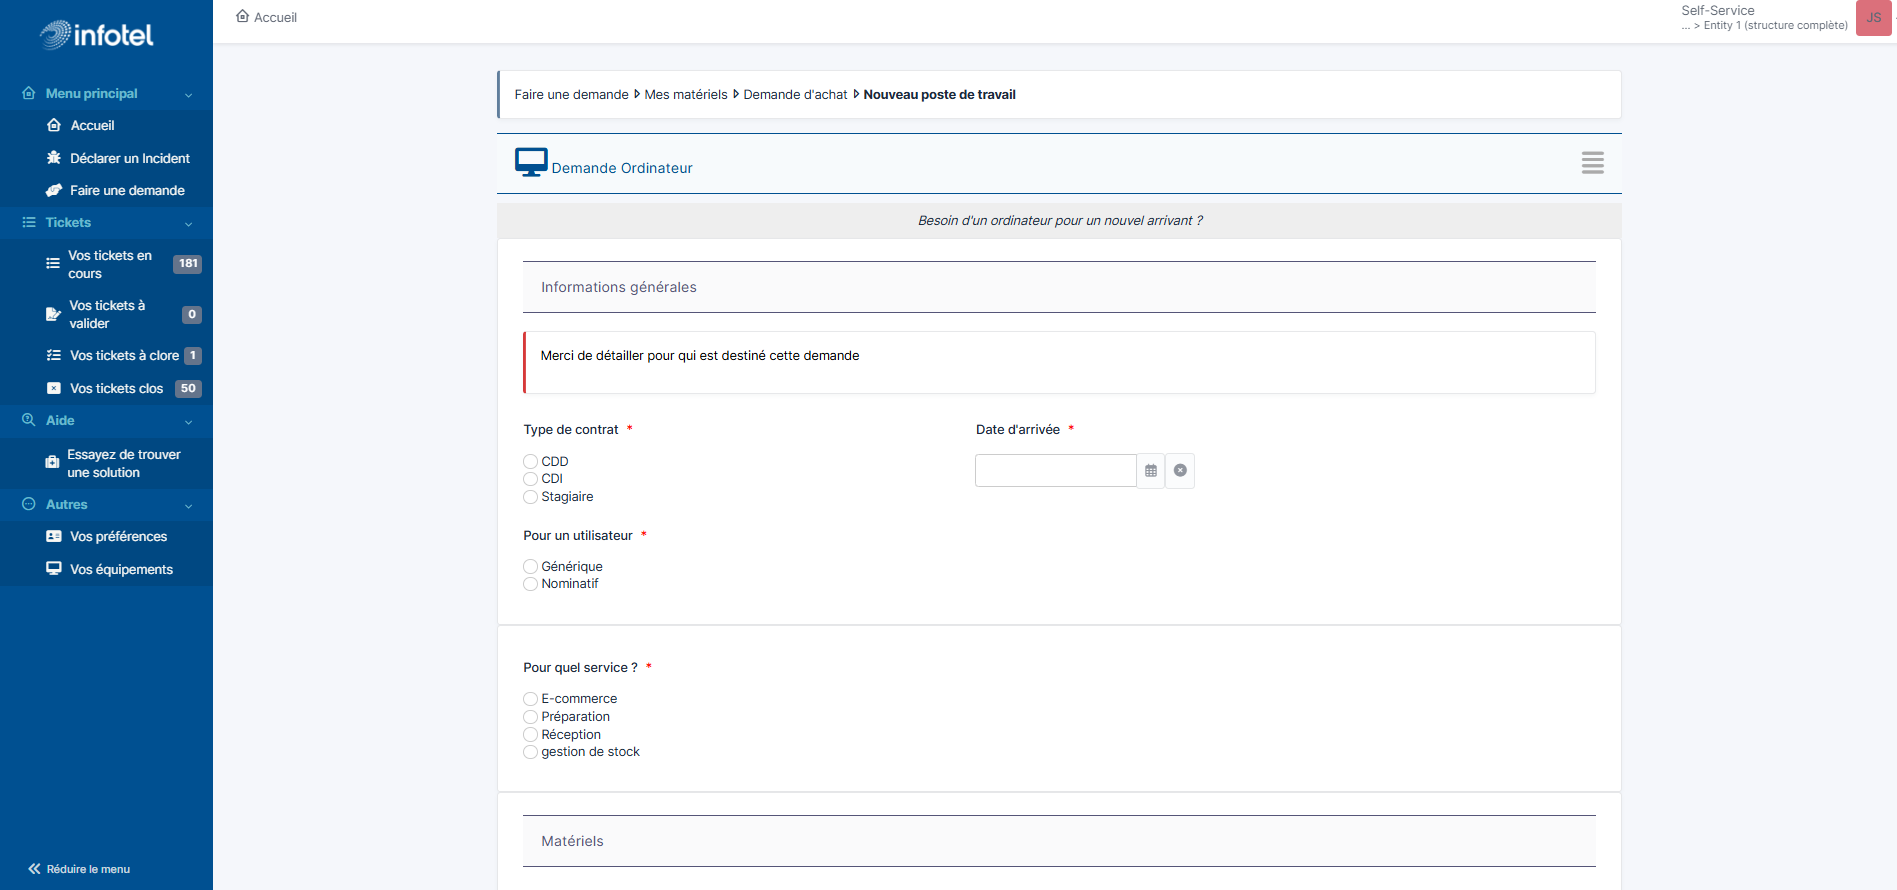 infotel
Menu principal
Accueil
Déclarer un Incident
Faire une demande
Tickets
Vos tickets en
cours
181
Vos tickets à
valider
0
Vos tickets à clore 1
Vos tickets clos 50
Aide
Essayez de trouver
une solution
Autres
Vos préférences
Vos équipements
Réduire le menu
Accueil
Self-Service
... > Entity 1 (structure complète)
JS
Faire une demande Mes matériels Demande d'achat Nouveau poste de travail
Demande Ordinateur
Besoin d'un ordinateur pour un nouvel arrivant ?
Informations générales
Merci de détailler pour qui est destiné cette demande
Type de contrat *
CDD
CDI
Stagiaire
Date d'arrivée *
Pour un utilisateur *
Générique
Nominatif
Pour quel service ? *
E-commerce
Préparation
Réception
gestion de stock
Matériels